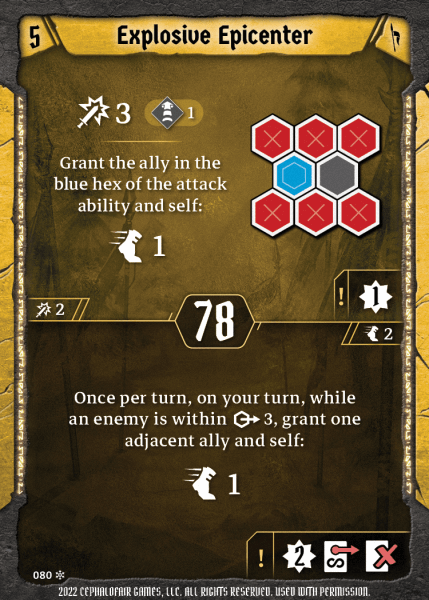 5 Explosive Epicenter
3 1
Grant the ally in the
blue hex of the attack
ability and self:
1
! 1
2 78 2
Once per turn, on your turn, while
an enemy is within 3, grant one
adjacent ally and self:
1
! 2
080
2022 CEPHALOFAIR GAMES, LLC. ALL RIGHTS RESERVED. USED WITH PERMISSION.